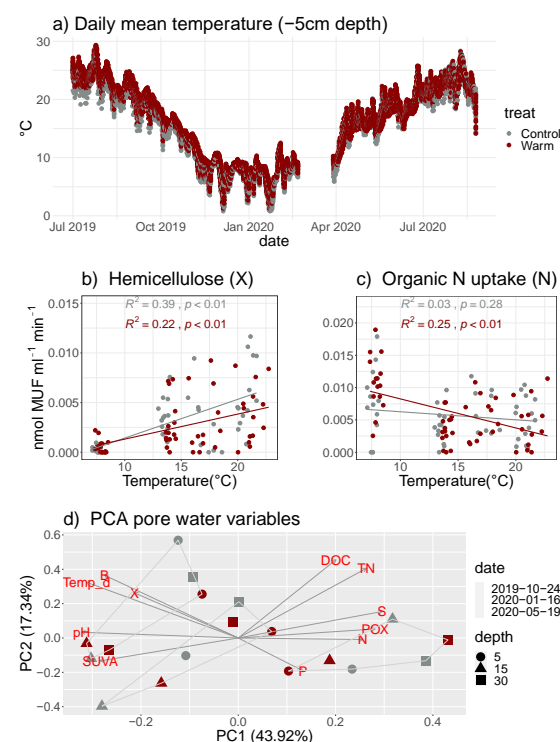 a) Daily mean temperature (−5cm depth)
30
20
10
0
°C
Jul 2019 Oct 2019 Jan 2020 Apr 2020 Jul 2020
date
treat
Control
Warm
b) Hemicellulose (X)
R² = 0.39 , p < 0.01
R² = 0.22 , p < 0.01
0.015
0.010
0.005
0.000
nmol MUF ml⁻¹ min⁻¹
10 15 20
Temperature(°C)
c) Organic N uptake (N)
R² = 0.03 , p = 0.28
R² = 0.25 , p < 0.01
0.020
0.015
0.010
0.005
0.000
10 15 20
Temperature(°C)
d) PCA pore water variables
0.6
0.4
0.2
0.0
−0.2
−0.4
PC2 (17.34%)
DOC
TN
B
Temp_d
X
S
pH
POX
N
SUVA
P
−0.2 0.0 0.2 0.4
PC1 (43.92%)
date
2019−10−24
2020−01−16
2020−05−19
depth
5
15
30